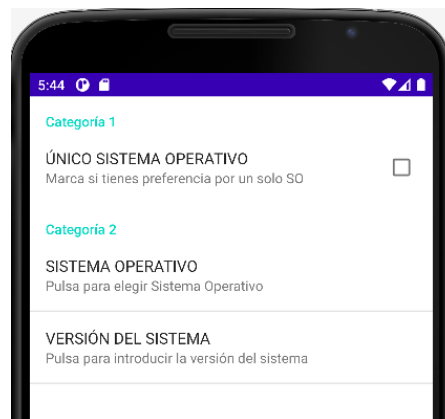 5:44
Categoría 1
ÚNICO SISTEMA OPERATIVO
Marca si tienes preferencia por un solo SO
Categoría 2
SISTEMA OPERATIVO
Pulsa para elegir Sistema Operativo
VERSIÓN DEL SISTEMA
Pulsa para introducir la versión del sistema